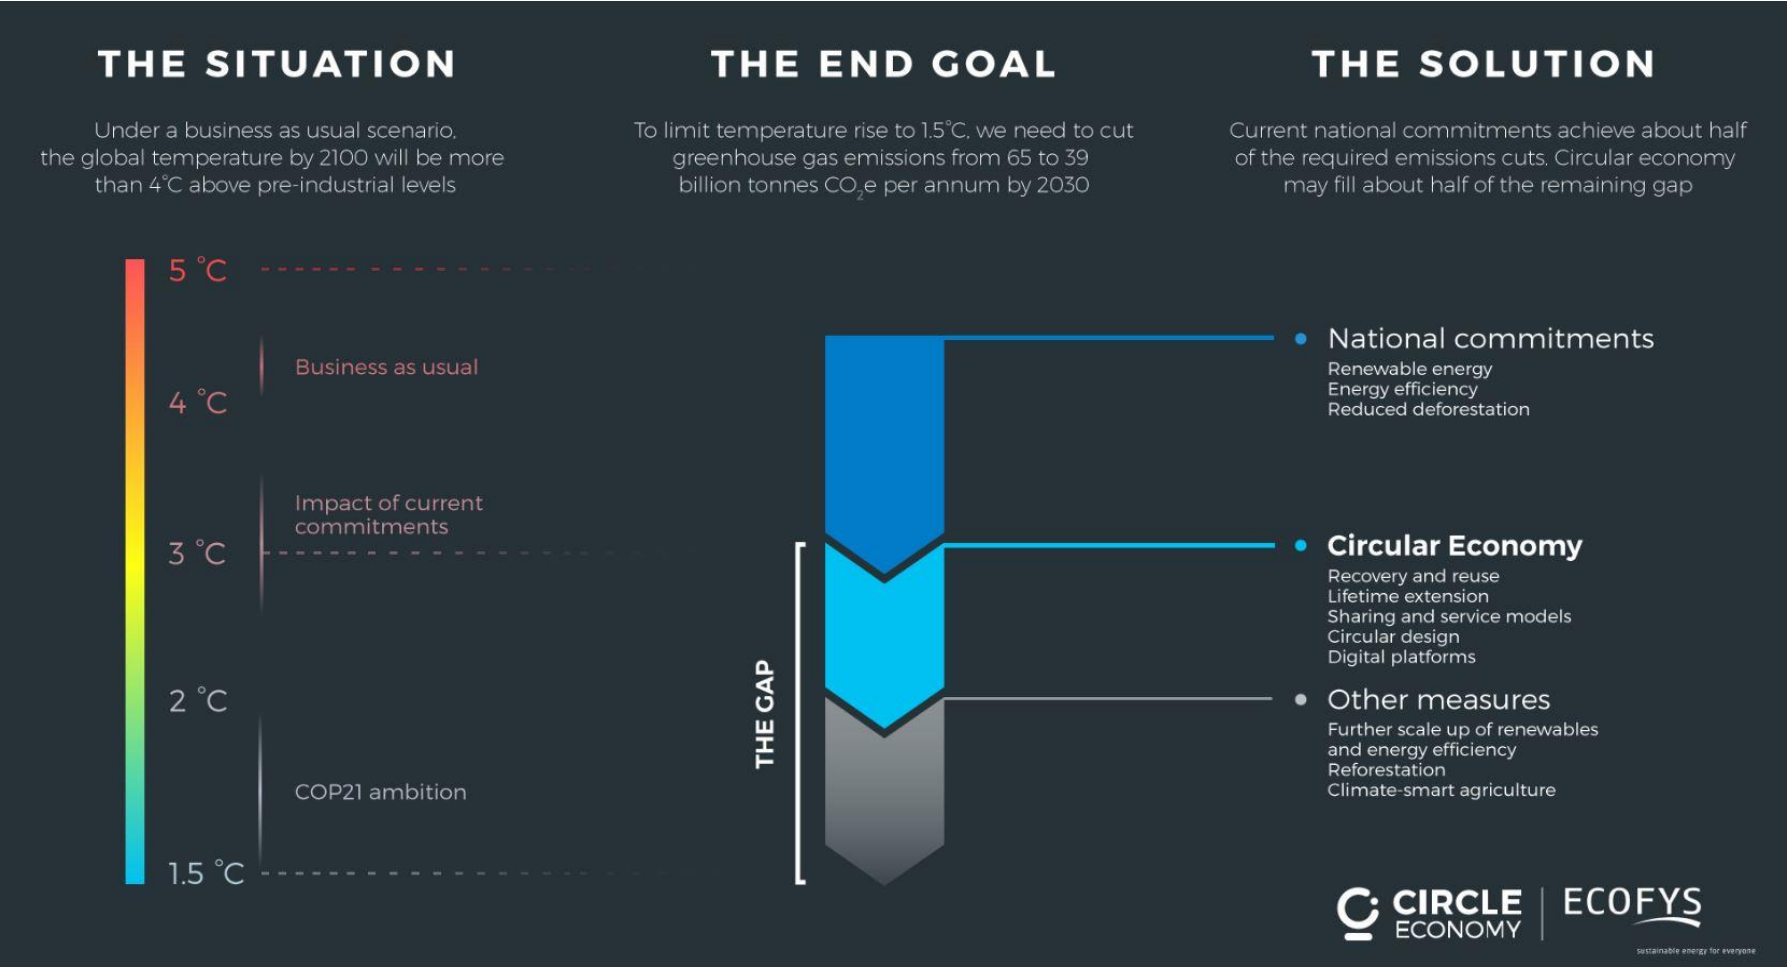 THE SITUATION
Under a business as usual scenario,
the global temperature by 2100 will be more
than 4°C above pre-industrial levels
5 °C
Business as usual
4 °C
Impact of current
commitments
3 °C
2 °C
COP21 ambition
1.5 °C
THE END GOAL
To limit temperature rise to 1.5°C, we need to cut
greenhouse gas emissions from 65 to 39
billion tonnes CO₂e per annum by 2030
THE GAP
THE SOLUTION
Current national commitments achieve about half
of the required emissions cuts. Circular economy
may fill about half of the remaining gap
National commitments
Renewable energy
Energy efficiency
Reduced deforestation
Circular Economy
Recovery and reuse
Lifetime extension
Sharing and service models
Circular design
Digital platforms
Other measures
Further scale up of renewables
and energy efficiency
Reforestation
Climate-smart agriculture
CIRCLE
ECONOMY
ECOFYS
sustainable energy for everyone